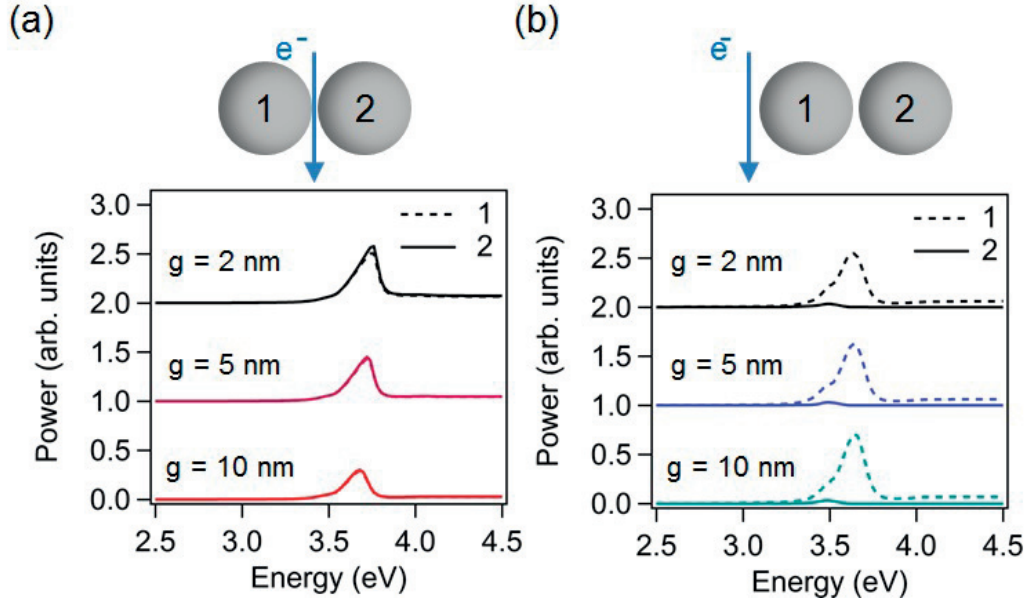 (a)
e-
1 2
3.0
2.5
2.0
1.5
1.0
0.5
0.0
Power (arb. units)
1
2
g = 2 nm
g = 5 nm
g = 10 nm
2.5 3.0 3.5 4.0 4.5
Energy (eV)
(b)
e-
1 2
3.0
2.5
2.0
1.5
1.0
0.5
0.0
Power (arb. units)
1
2
g = 2 nm
g = 5 nm
g = 10 nm
2.5 3.0 3.5 4.0 4.5
Energy (eV)